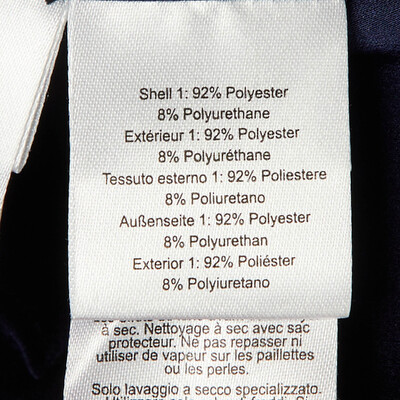 Shell 1: 92% Polyester
8% Polyurethane
Extérieur 1: 92% Polyester
8% Polyuréthane
Tessuto esterno 1: 92% Poliestere
8% Poliuretano
Außenseite 1: 92% Polyester
8% Polyurethan
Exterior 1: 92% Poliéster
8% Polyiuretano
à sec. Nettoyage à sec avec sac
protecteur. Ne pas repasser ni
utiliser de vapeur sur les paillettes
ou les perles.
Solo lavaggio a secco specializzato.